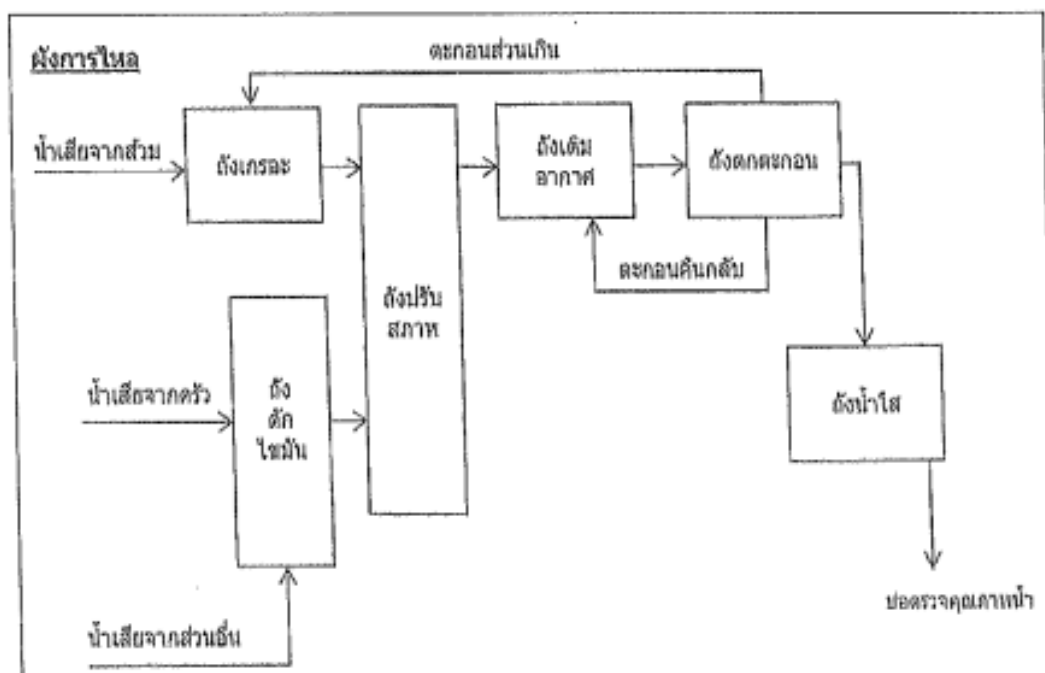 ผังการไหล
ตะกอนส่วนเกิน
น้ำเสียจากส้วม
ถังเกรอะ
ถังเติม
อากาศ
ถังตกตะกอน
ตะกอนคืนกลับ
ถังปรับ
สภาพ
น้ำเสียจากครัว
ถัง
ดัก
ไขมัน
ถังน้ำใส
น้ำเสียจากส่วนอื่น
บ่อตรวจคุณภาพน้ำ